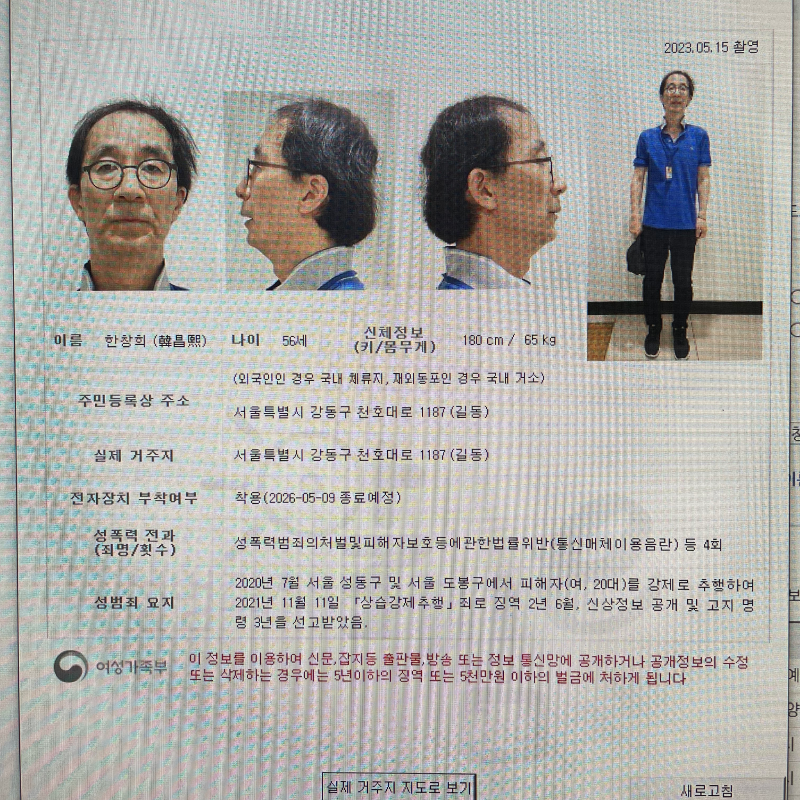 2023.05.15 촬영
이름 한창희 (韓昌熙) 나이 56세 신체정보 (키/몸무게) 180 cm / 65 kg
(외국인인 경우 국내 체류지, 재외동포인 경우 국내 거소)
주민등록상 주소
서울특별시 강동구 천호대로 1187 (길동)
실제 거주지 서울특별시 강동구 천호대로 1187 (길동)
전자장치 부착여부 착용(2026-05-09 종료예정)
성폭력 전과
(죄명/횟수)
성폭력범죄의처벌및피해자보호등에관한법률위반(통신매체이용음란) 등 4회
성범죄 요지
2020년 7월 서울 성동구 및 서울 도봉구에서 피해자(여, 20대)를 강제로 추행하여
2021년 11월 11일 「상습강제추행」죄로 징역 2년 6월, 신상정보 공개 및 고지 명
령 3년을 선고받았음.
여성가족부
이 정보를 이용하여 신문,잡지등 출판물,방송 또는 정보 통신망에 공개하거나 공개정보의 수정
또는 삭제하는 경우에는 5년이하의 징역 또는 5천만원 이하의 벌금에 처하게 됩니다
실제 거주지 지도로 보기
새로고침